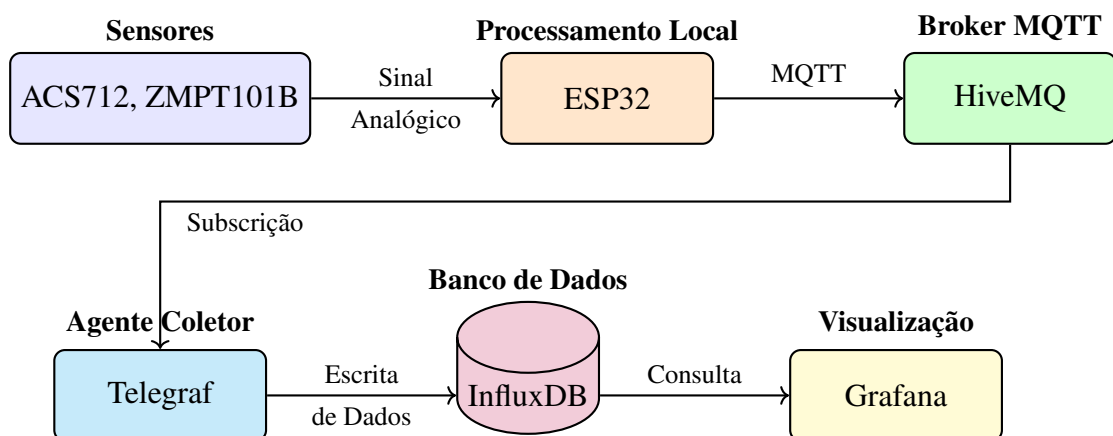 Sensores
ACS712, ZMPT101B
Sinal
Analógico
Processamento Local
ESP32
MQTT
Broker MQTT
HiveMQ
Subscrição
Agente Coletor
Telegraf
Escrita
de Dados
Banco de Dados
InfluxDB
Consulta
Visualização
Grafana